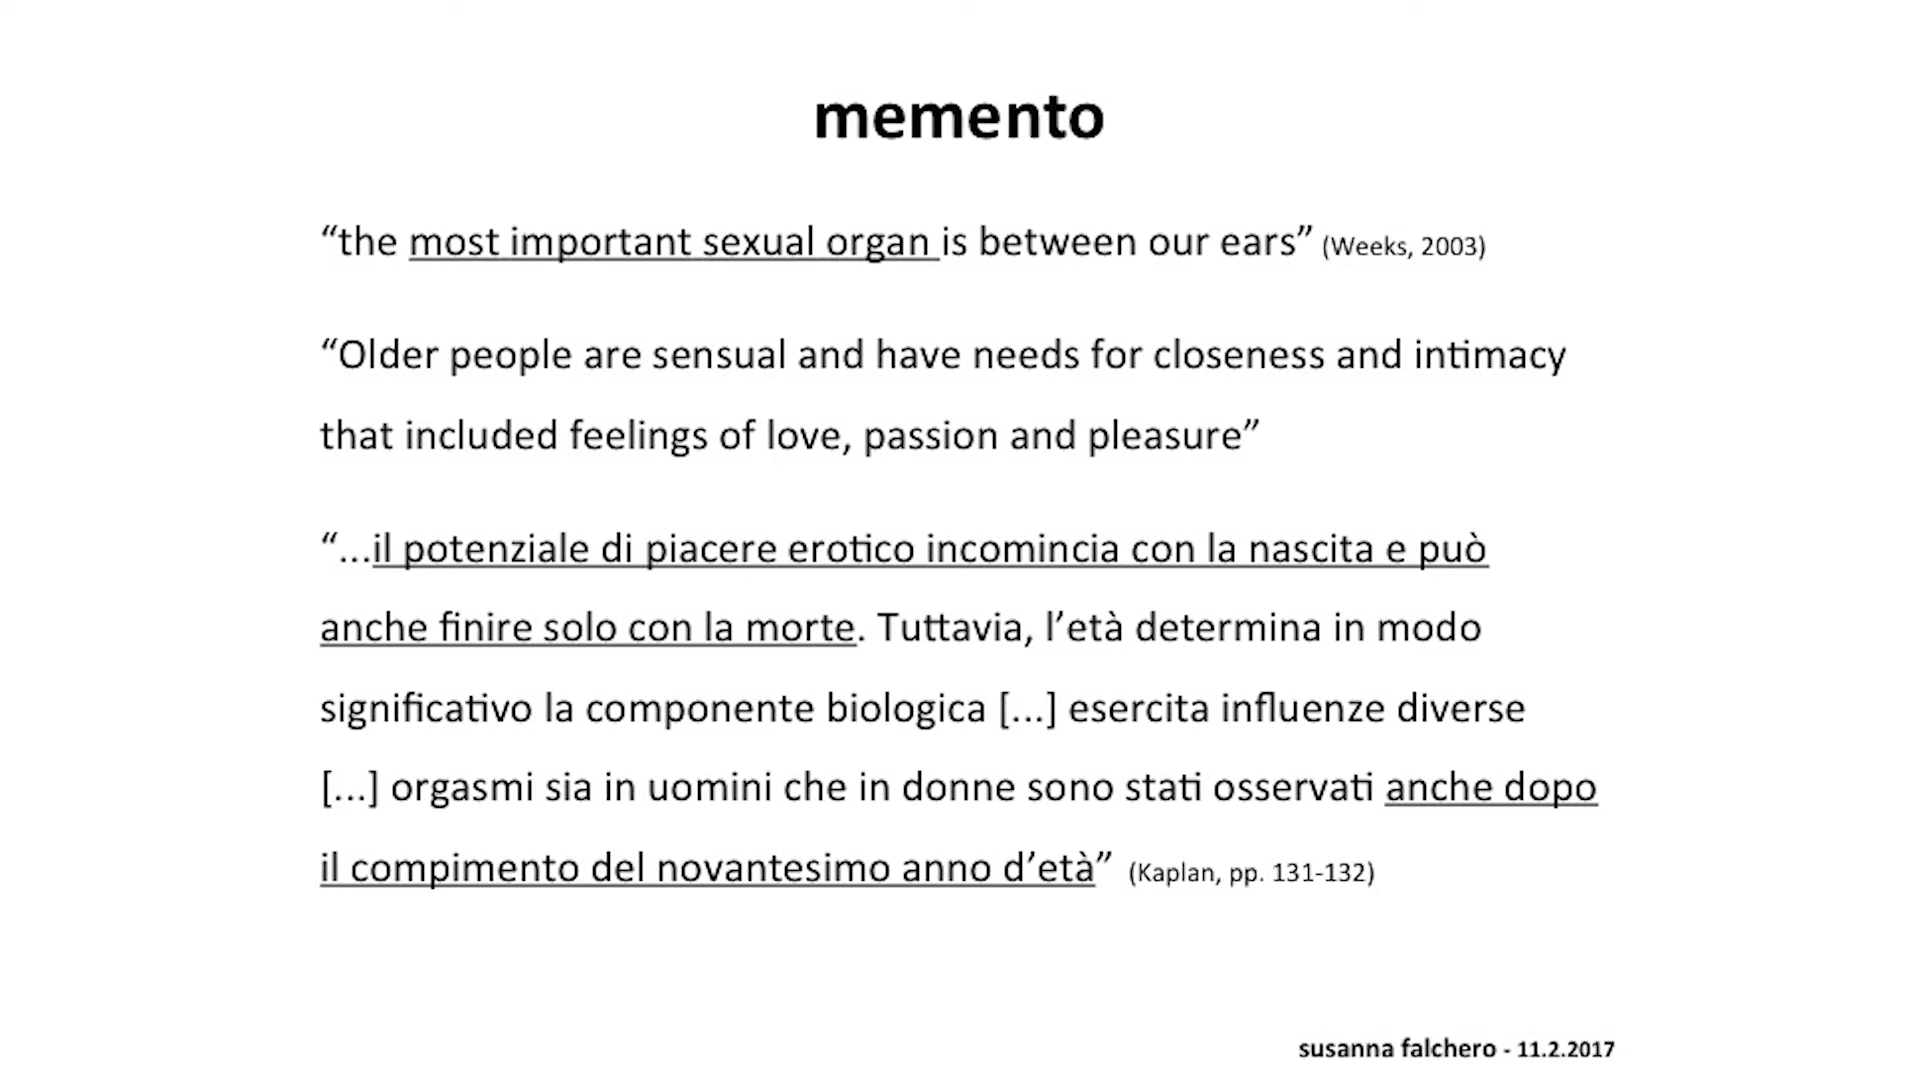 memento
“the most important sexual organ is between our ears” (Weeks, 2003)
“Older people are sensual and have needs for closeness and intimacy
that included feelings of love, passion and pleasure”
“...il potenziale di piacere erotico incomincia con la nascita e può
anche finire solo con la morte. Tuttavia, l’età determina in modo
significativo la componente biologica [...] esercita influenze diverse
[...] orgasmi sia in uomini che in donne sono stati osservati anche dopo
il compimento del novantesimo anno d’età” (Kaplan, pp. 131-132)
susanna falchero - 11.2.2017